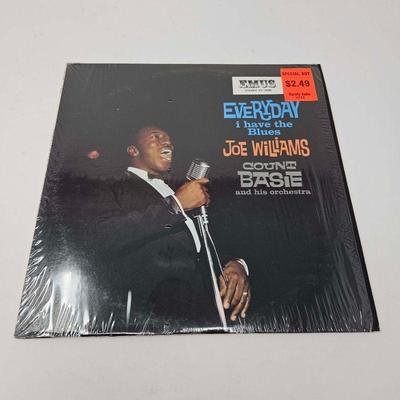 EMUS
SPECIAL BUY
$2.49
EVERYDAY
i have the
Blues
JOE WILLIAMS
COUNT
BASIE
and his orchestra